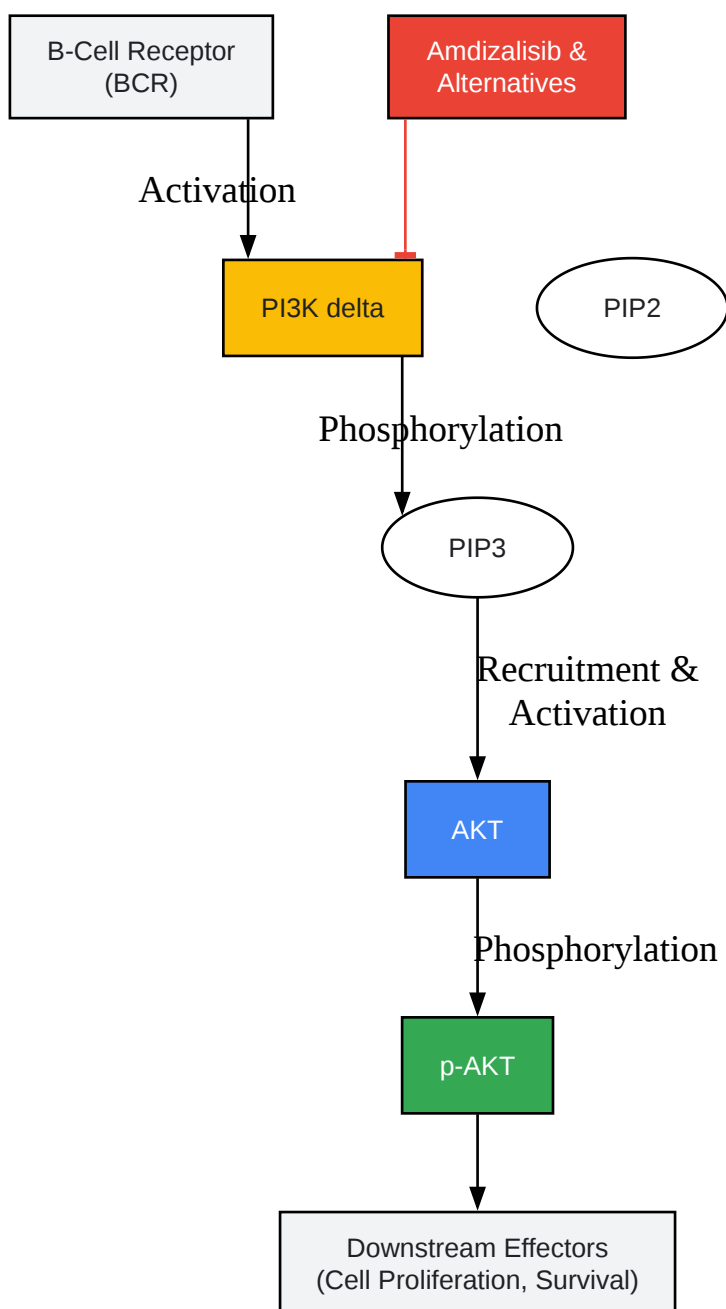 B-Cell Receptor
(BCR)
Amdizalisib &
Alternatives
Activation
PI3K delta
PIP2
Phosphorylation
PIP3
Recruitment &
Activation
AKT
Phosphorylation
p-AKT
Downstream Effectors
(Cell Proliferation, Survival)